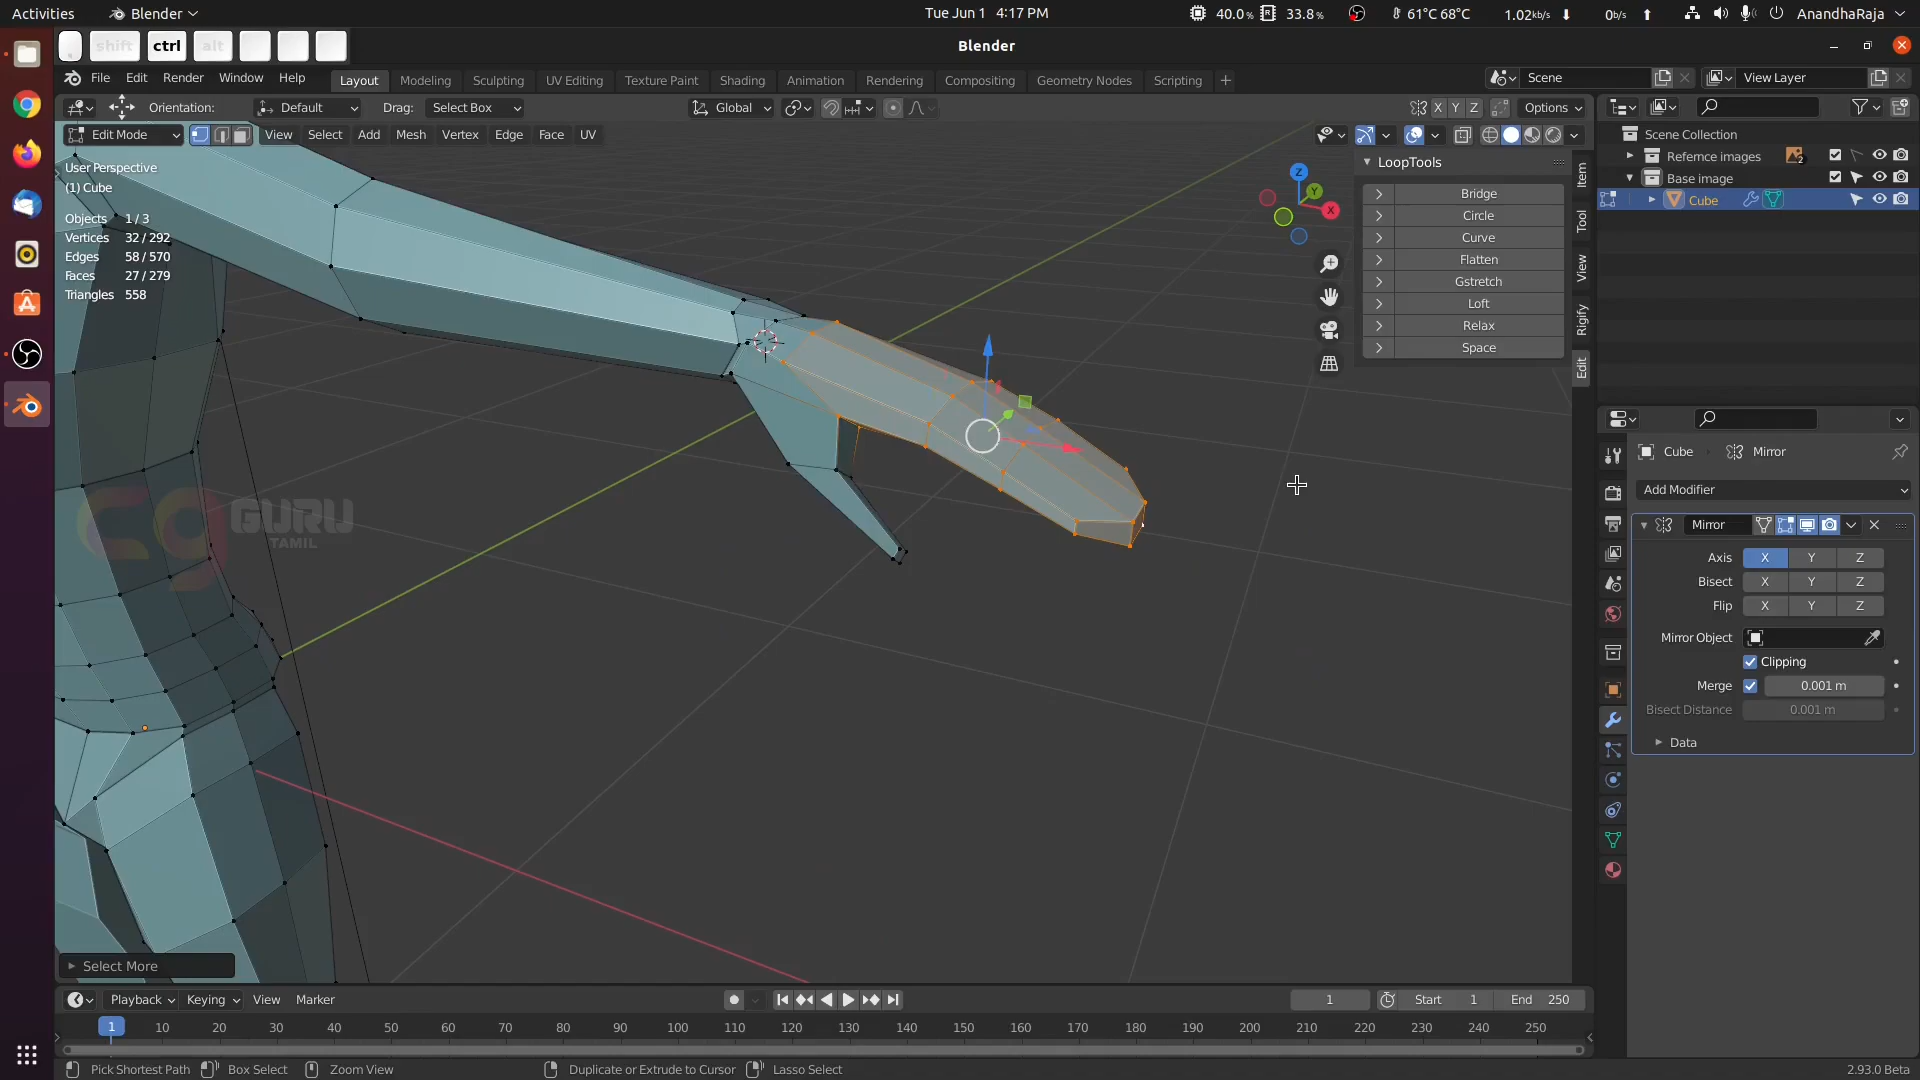 Activities Blender Tue Jun 1 4:17 PM 40.0% 33.8% 61°C 68°C 1.02kb/s 0b/s AnandhaRaja
shift ctrl alt Blender
File Edit Render Window Help Layout Modeling Sculpting UV Editing Texture Paint Shading Animation Rendering Compositing Geometry Nodes Scripting + Scene View Layer
Orientation: Default Drag: Select Box Global X Y Z Options
Edit Mode View Select Add Mesh Vertex Edge Face UV
User Perspective
(1) Cube
Objects 1 / 3
Vertices 32 / 292
Edges 58 / 570
Faces 27 / 279
Triangles 558
Z
Y
X
LoopTools
Bridge
Circle
Curve
Flatten
Gstretch
Loft
Relax
Space
Item
Tool
View
Rigify
Edit
Scene Collection
Refernce images 2
Base image
Cube
Cube Mirror
Add Modifier
Mirror
Axis X Y Z
Bisect X Y Z
Flip X Y Z
Mirror Object
Clipping
Merge 0.001 m
Bisect Distance 0.001 m
Data
CG GURU
TAMIL
Select More
Playback Keying View Marker 1 Start 1 End 250
1 10 20 30 40 50 60 70 80 90 100 110 120 130 140 150 160 170 180 190 200 210 220 230 240 250
Pick Shortest Path Box Select Zoom View Duplicate or Extrude to Cursor Lasso Select 2.93.0 Beta